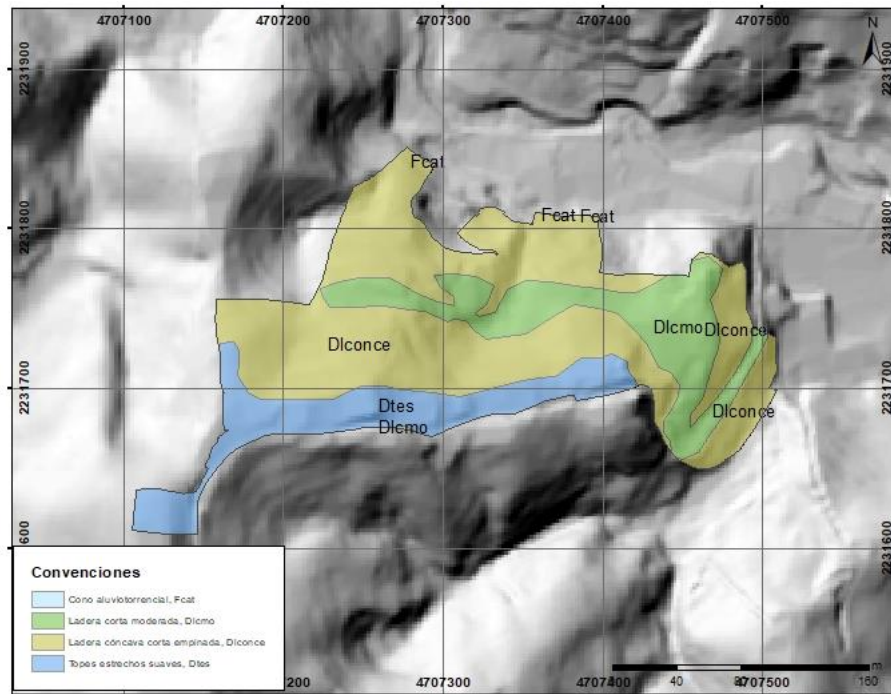 4707100 4707200 4707300 4707400 4707500
N
2231900 2231900
Fcat
2231800 Fcat Fcat 2231800
Dlcmo Dlconce
Dlconce
2231700 2231700
Dtes Dlconce
Dlcmo
600 2231600
Convenciones
Cono aluviotorrencial, Fcat
Ladera corta moderada, Dlcmo
Ladera cóncava corta empinada, Dlconce
Topes estrechos suaves, Dtes
m
200 4707300 4707400 4707500
40 80 160